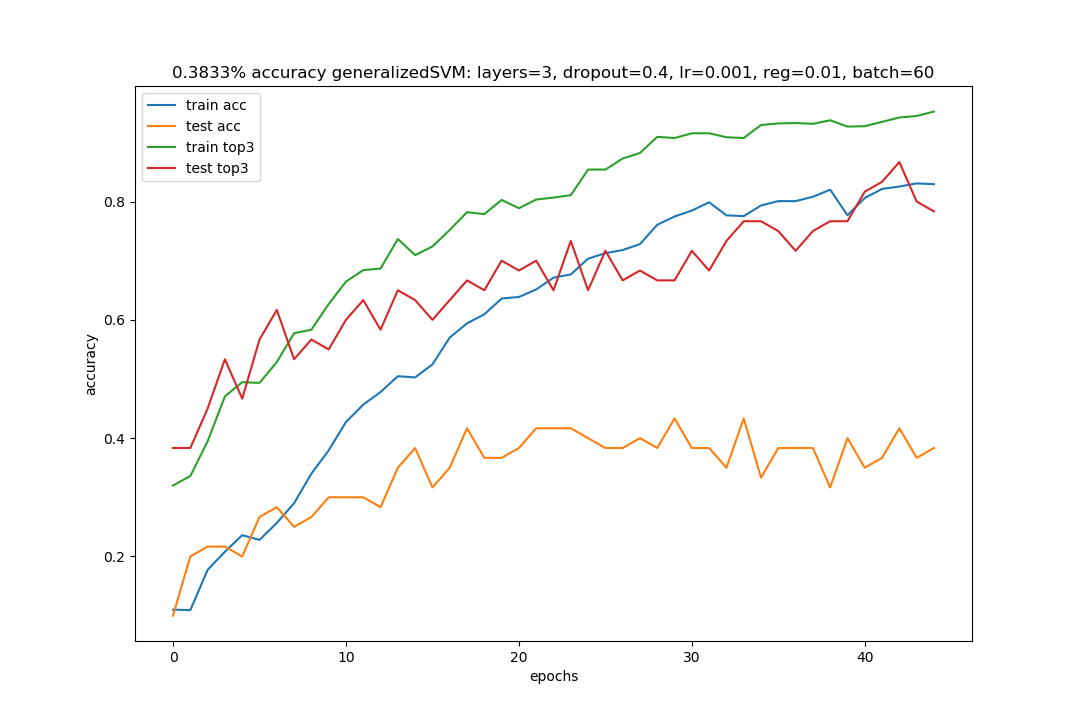 0.3833% accuracy generalizedSVM: layers=3, dropout=0.4, lr=0.001, reg=0.01, batch=60
train acc
test acc
train top3
test top3
accuracy
0.8
0.6
0.4
0.2
0 10 20 30 40
epochs